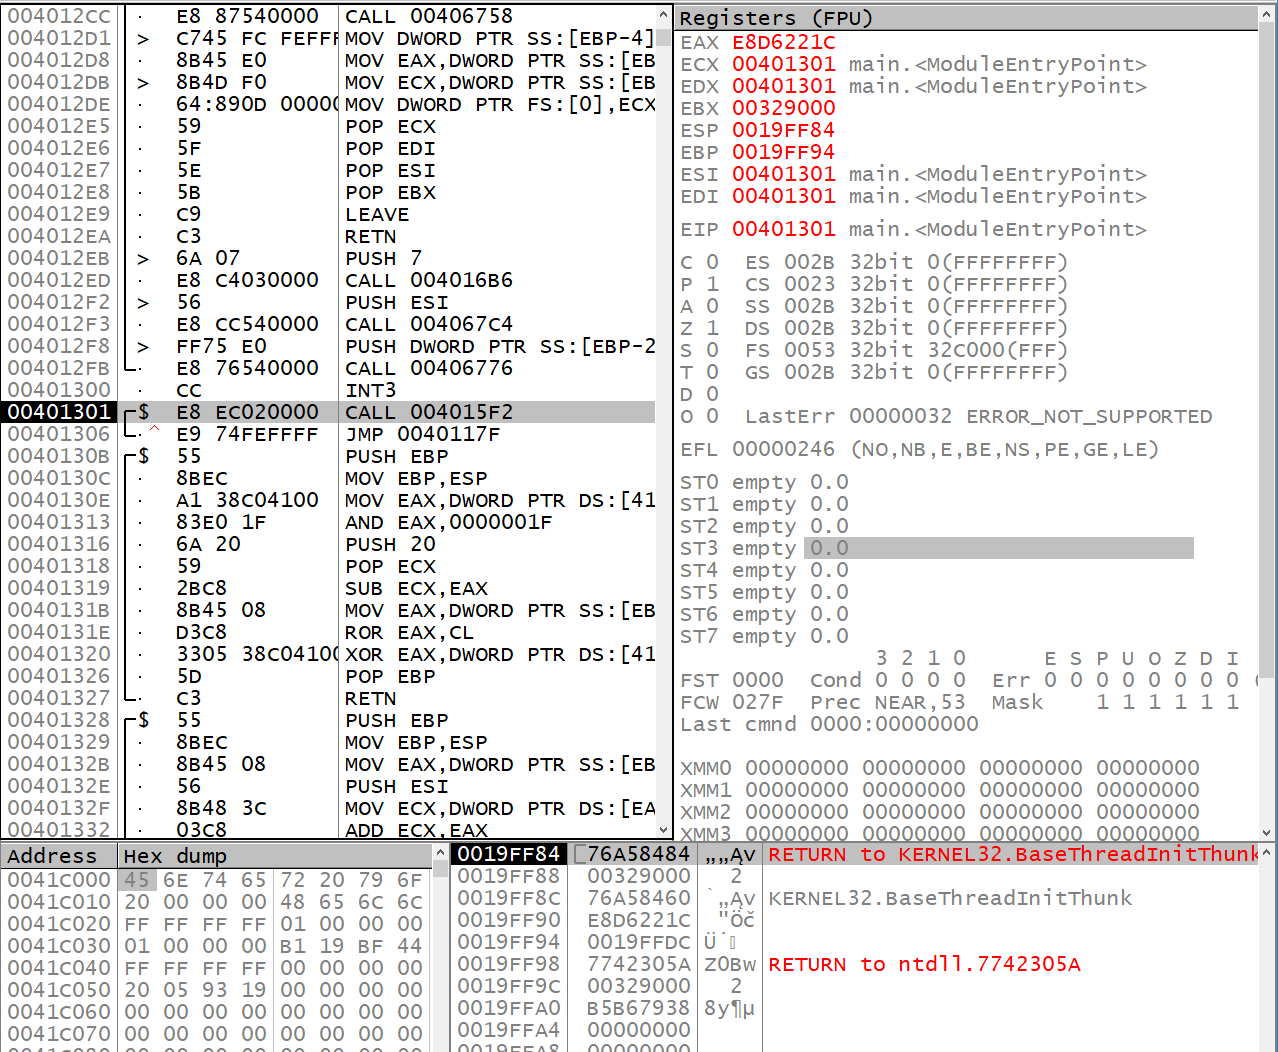 004012CC · E8 87540000 CALL 00406758
004012D1 > C745 FC FEFFF MOV DWORD PTR SS:[EBP-4]
004012D8 · 8B45 E0 MOV EAX,DWORD PTR SS:[EB
004012DB > 8B4D F0 MOV ECX,DWORD PTR SS:[EB
004012DE · 64:890D 00000 MOV DWORD PTR FS:[0],ECX
004012E5 · 59 POP ECX
004012E6 · 5F POP EDI
004012E7 · 5E POP ESI
004012E8 · 5B POP EBX
004012E9 · C9 LEAVE
004012EA · C3 RETN
004012EB > 6A 07 PUSH 7
004012ED · E8 C4030000 CALL 004016B6
004012F2 > 56 PUSH ESI
004012F3 · E8 CC540000 CALL 004067C4
004012F8 > FF75 E0 PUSH DWORD PTR SS:[EBP-2
004012FB · E8 76540000 CALL 00406776
00401300 · CC INT3
00401301 $ E8 EC020000 CALL 004015F2
00401306 · ^ E9 74FEFFFF JMP 0040117F
0040130B $ 55 PUSH EBP
0040130C · 8BEC MOV EBP,ESP
0040130E · A1 38C04100 MOV EAX,DWORD PTR DS:[41
00401313 · 83E0 1F AND EAX,0000001F
00401316 · 6A 20 PUSH 20
00401318 · 59 POP ECX
00401319 · 2BC8 SUB ECX,EAX
0040131B · 8B45 08 MOV EAX,DWORD PTR SS:[EB
0040131E · D3C8 ROR EAX,CL
00401320 · 3305 38C04100 XOR EAX,DWORD PTR DS:[41
00401326 · 5D POP EBP
00401327 · C3 RETN
00401328 $ 55 PUSH EBP
00401329 · 8BEC MOV EBP,ESP
0040132B · 8B45 08 MOV EAX,DWORD PTR SS:[EB
0040132E · 56 PUSH ESI
0040132F · 8B48 3C MOV ECX,DWORD PTR DS:[EA
00401332 · 03C8 ADD ECX,EAX
Registers (FPU)
EAX E8D6221C
ECX 00401301 main.<ModuleEntryPoint>
EDX 00401301 main.<ModuleEntryPoint>
EBX 00329000
ESP 0019FF84
EBP 0019FF94
ESI 00401301 main.<ModuleEntryPoint>
EDI 00401301 main.<ModuleEntryPoint>
EIP 00401301 main.<ModuleEntryPoint>
C 0 ES 002B 32bit 0(FFFFFFFF)
P 1 CS 0023 32bit 0(FFFFFFFF)
A 0 SS 002B 32bit 0(FFFFFFFF)
Z 1 DS 002B 32bit 0(FFFFFFFF)
S 0 FS 0053 32bit 32C000(FFF)
T 0 GS 002B 32bit 0(FFFFFFFF)
D 0
O 0 LastErr 00000032 ERROR_NOT_SUPPORTED
EFL 00000246 (NO,NB,E,BE,NS,PE,GE,LE)
ST0 empty 0.0
ST1 empty 0.0
ST2 empty 0.0
ST3 empty 0.0
ST4 empty 0.0
ST5 empty 0.0
ST6 empty 0.0
ST7 empty 0.0
3 2 1 0 E S P U O Z D I
FST 0000 Cond 0 0 0 0 Err 0 0 0 0 0 0 0 0
FCW 027F Prec NEAR,53 Mask 1 1 1 1 1 1
Last cmnd 0000:00000000
XMM0 00000000 00000000 00000000 00000000
XMM1 00000000 00000000 00000000 00000000
XMM2 00000000 00000000 00000000 00000000
XMM3 00000000 00000000 00000000 00000000
Address Hex dump
0041C000 45 6E 74 65 72 20 79 6F
0041C010 20 00 00 00 48 65 6C 6C
0041C020 FF FF FF FF 01 00 00 00
0041C030 01 00 00 00 B1 19 BF 44
0041C040 FF FF FF FF 00 00 00 00
0041C050 20 05 93 19 00 00 00 00
0041C060 00 00 00 00 00 00 00 00
0041C070 00 00 00 00 00 00 00 00
0041C080 00 00 00 00 00 00 00 00
0019FF84 [76A58484 „„Ąv RETURN to KERNEL32.BaseThreadInitThunk
0019FF88 00329000 2
0019FF8C 76A58460 `„Ąv KERNEL32.BaseThreadInitThunk
0019FF90 E8D6221C "Öč
0019FF94 0019FFDC Ü˙
0019FF98 7742305A Z0Bw RETURN to ntdll.7742305A
0019FF9C 00329000 2
0019FFA0 B5B67938 8y¶µ
0019FFA4 00000000
0019FFA8 00000000